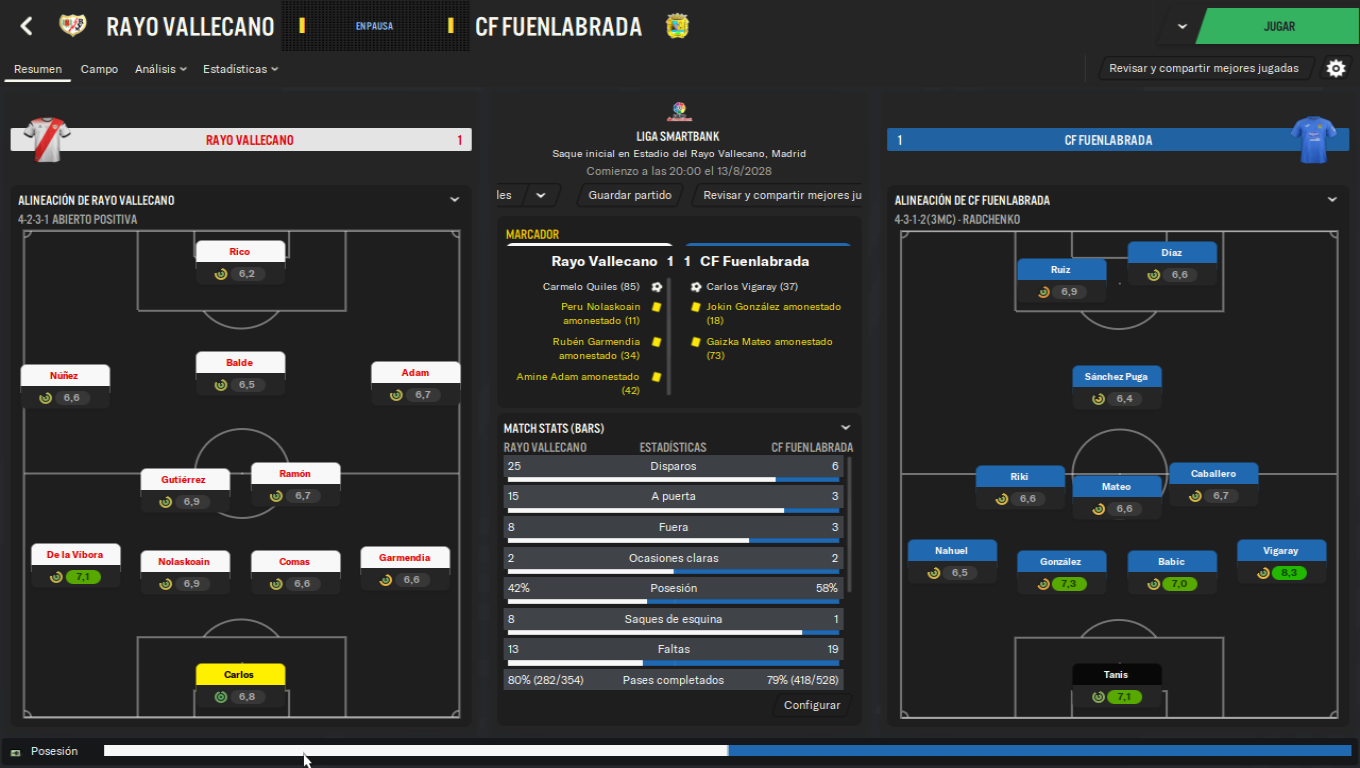 RAYO VALLECANO
EN PAUSA
CF FUENLABRADA
JUGAR
Resumen
Campo
Análisis
Estadísticas
Revisar y compartir mejores jugadas
RAYO VALLECANO 1
ALINEACIÓN DE RAYO VALLECANO
4-2-3-1 ABIERTO POSITIVA
Rico
6,2
Núñez
6,6
Balde
6,5
Adam
6,7
Gutiérrez
6,9
Ramón
6,7
De la Víbora
7,1
Nolaskoain
6,9
Comas
6,6
Garmendia
6,6
Carlos
6,8
LIGA SMARTBANK
Saque inicial en Estadio del Rayo Vallecano, Madrid
Comienzo a las 20:00 el 13/8/2028
les
Guardar partido
Revisar y compartir mejores ju
MARCADOR
Rayo Vallecano 1 1 CF Fuenlabrada
Carmelo Quiles (85)
Carlos Vigaray (37)
Peru Nolaskoain
amonestado (11)
Jokin González amonestado
(18)
Rubén Garmendia
amonestado (34)
Gaizka Mateo amonestado
(73)
Amine Adam amonestado
(42)
MATCH STATS (BARS)
RAYO VALLECANO ESTADÍSTICAS CF FUENLABRADA
25 Disparos 6
15 A puerta 3
8 Fuera 3
2 Ocasiones claras 2
42% Posesión 58%
8 Saques de esquina 1
13 Faltas 19
80% (282/354) Pases completados 79% (418/528)
Configurar
1 CF FUENLABRADA
ALINEACIÓN DE CF FUENLABRADA
4-3-1-2(3MC) - RADCHENKO
Ruiz
6,9
Díaz
6,6
Sánchez Puga
6,4
Riki
6,6
Mateo
6,6
Caballero
6,7
Nahuel
6,5
González
7,3
Babic
7,0
Vigaray
8,3
Tanis
7,1
Posesión